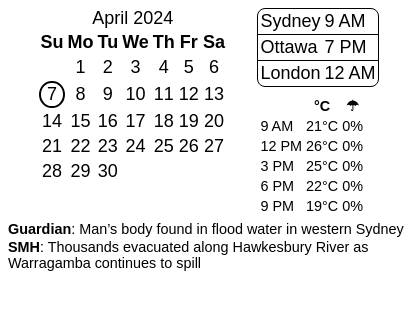 April 2024
Su Mo Tu We Th Fr Sa
1 2 3 4 5 6
7 8 9 10 11 12 13
14 15 16 17 18 19 20
21 22 23 24 25 26 27
28 29 30
Sydney 9 AM
Ottawa 7 PM
London 12 AM
°C ☂
9 AM 21°C 0%
12 PM 26°C 0%
3 PM 25°C 0%
6 PM 22°C 0%
9 PM 19°C 0%
Guardian: Man’s body found in flood water in western Sydney
SMH: Thousands evacuated along Hawkesbury River as
Warragamba continues to spill